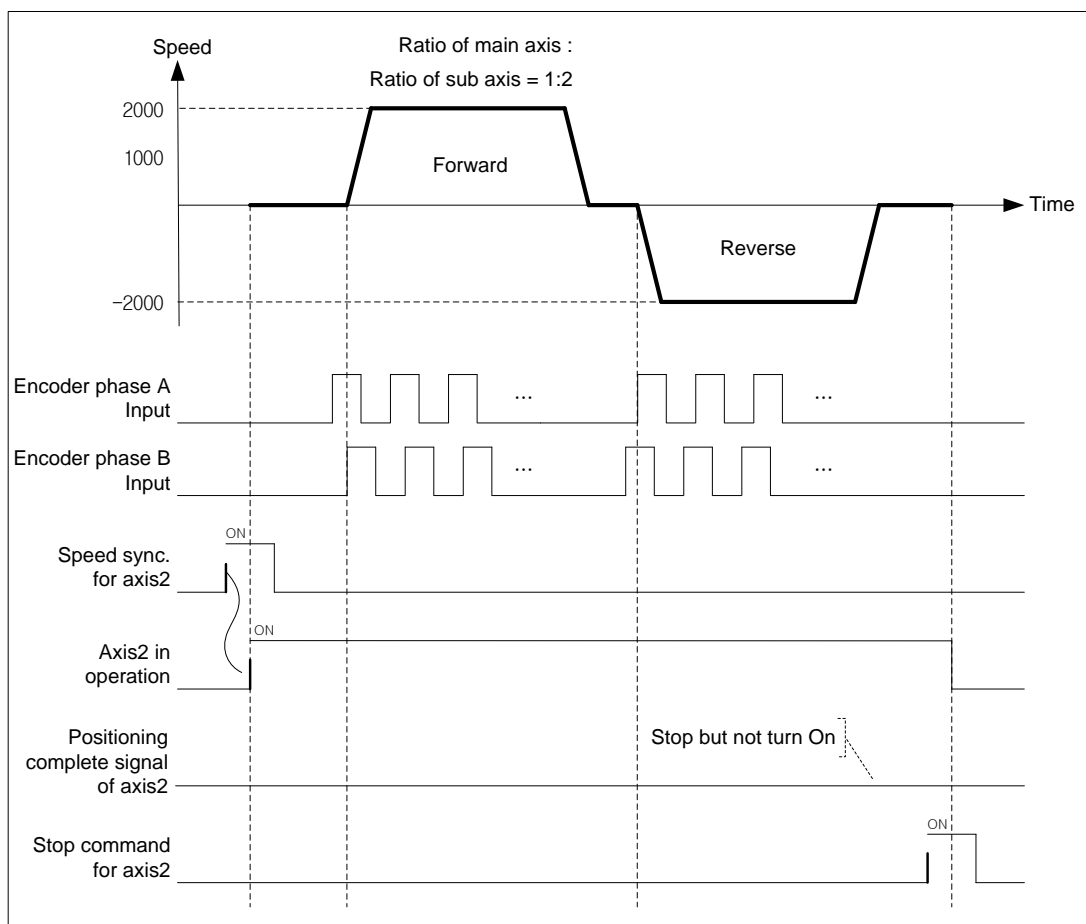 Speed
Ratio of main axis :
Ratio of sub axis = 1:2
2000
1000
Forward
Time
Reverse
−2000
Encoder phase A
Input
...
...
Encoder phase B
Input
...
...
ON
Speed sync.
for axis2
ON
Axis2 in
operation
Positioning
complete signal
of axis2
Stop but not turn On
ON
Stop command
for axis2